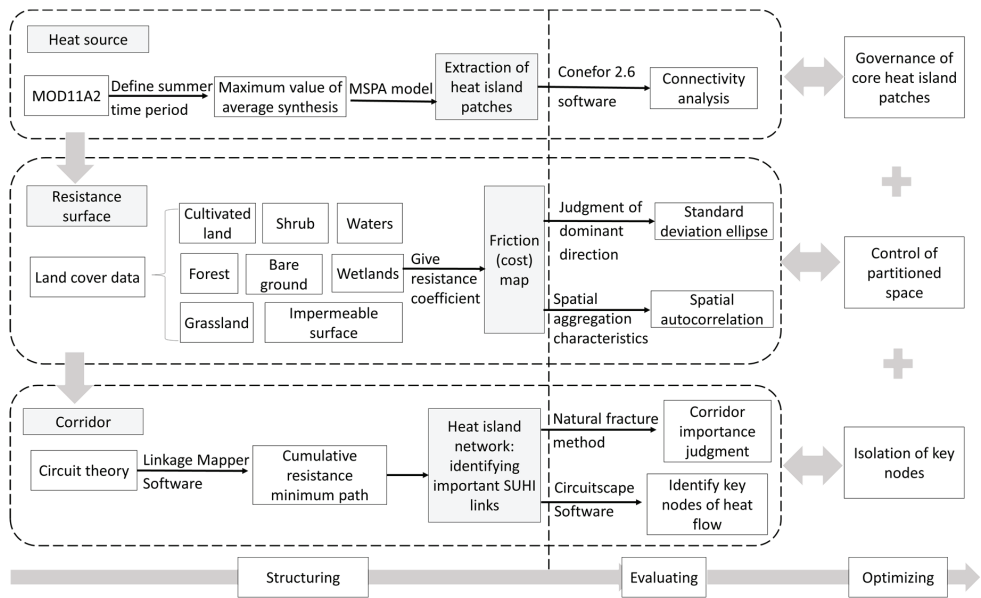 Heat source
MOD11A2
Define summer
time period
Maximum value of
average synthesis
MSPA model
Extraction of
heat island
patches
Conefor 2.6
software
Connectivity
analysis
Governance of
core heat island
patches
Resistance
surface
Land cover data
Cultivated
land
Shrub
Waters
Forest
Bare
ground
Wetlands
Grassland
Impermeable
surface
Give
resistance
coefficient
Friction
(cost)
map
Judgment of
dominant
direction
Standard
deviation ellipse
Spatial
aggregation
characteristics
Spatial
autocorrelation
Control of
partitioned
space
Corridor
Circuit theory
Linkage Mapper
Software
Cumulative
resistance
minimum path
Heat island
network:
identifying
important SUHI
links
Natural fracture
method
Corridor
importance
judgment
Circuitscape
Software
Identify key
nodes of heat
flow
Isolation of key
nodes
Structuring
Evaluating
Optimizing